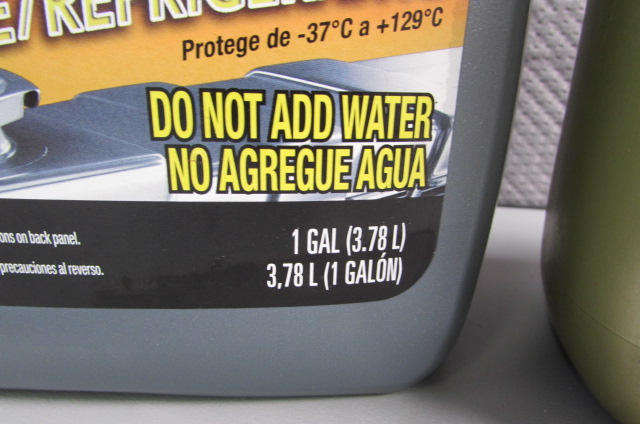 Protege de -37°C a +129°C
DO NOT ADD WATER
NO AGREGUE AGUA
on back panel.
precauciones al reverso.
1 GAL (3.78 L)
3,78 L (1 GALÓN)